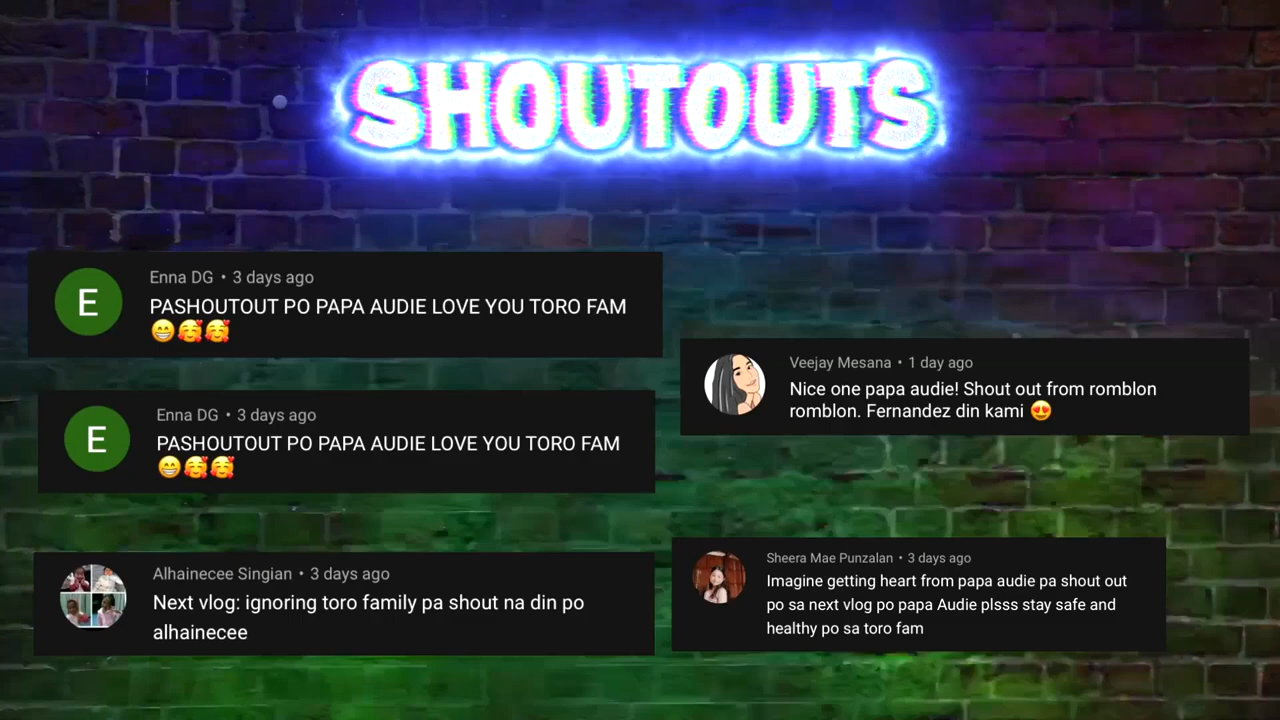 SHOUTOUTS
E
Enna DG • 3 days ago
PASHOUTOUT PO PAPA AUDIE LOVE YOU TORO FAM
😁🥰🥰
E
Enna DG • 3 days ago
PASHOUTOUT PO PAPA AUDIE LOVE YOU TORO FAM
😁🥰🥰
Alhainecee Singian • 3 days ago
Next vlog: ignoring toro family pa shout na din po
alhainecee
Veejay Mesana • 1 day ago
Nice one papa audie! Shout out from romblon
romblon. Fernandez din kami 😍
Sheera Mae Punzalan • 3 days ago
Imagine getting heart from papa audie pa shout out
po sa next vlog po papa Audie plsss stay safe and
healthy po sa toro fam